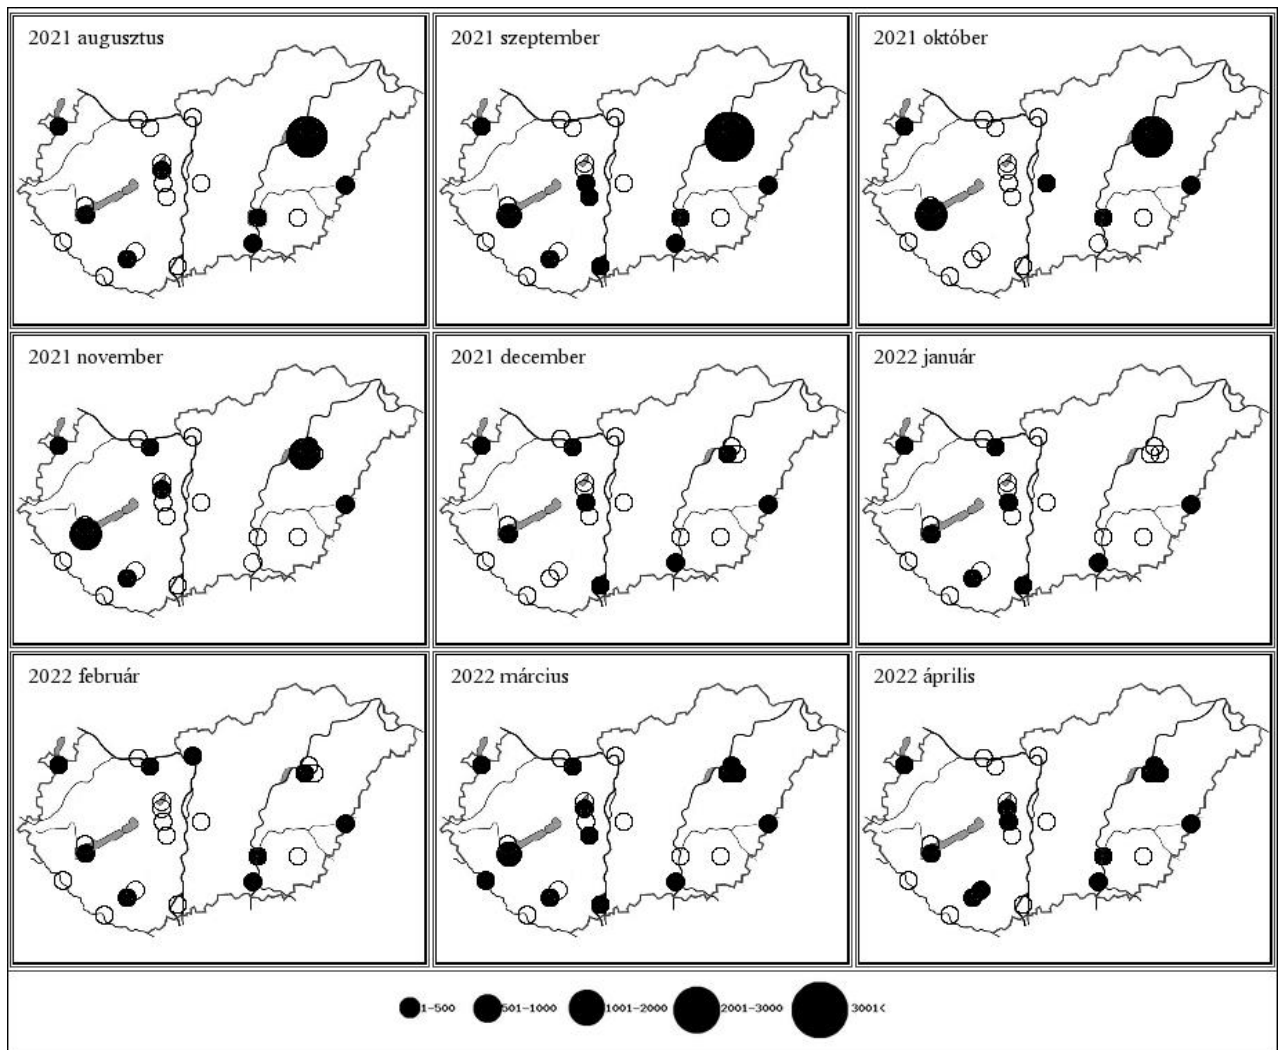 2021 augusztus
2021 szeptember
2021 október
2021 november
2021 december
2022 január
2022 február
2022 március
2022 április
1-500 501-1000 1001-2000 2001-3000 3001<